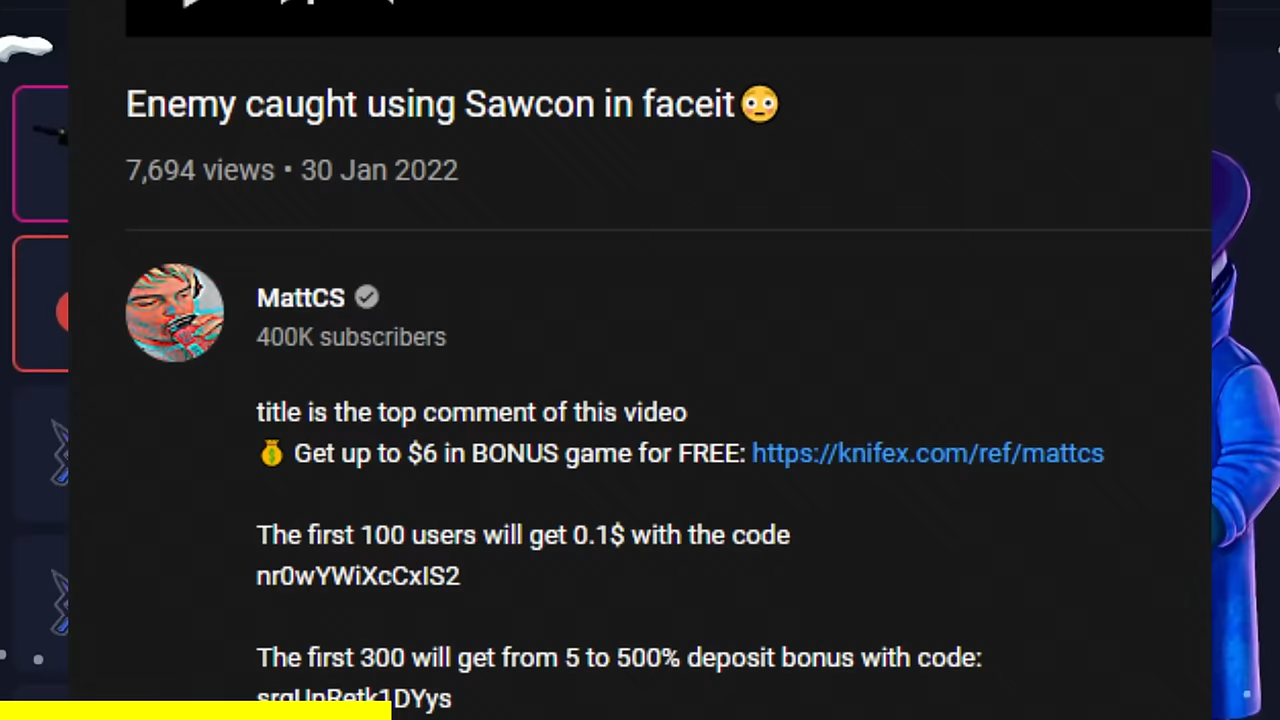 Enemy caught using Sawcon in faceit😳
7,694 views • 30 Jan 2022
MattCS
400K subscribers
title is the top comment of this video
💰 Get up to $6 in BONUS game for FREE: https://knifex.com/ref/mattcs
The first 100 users will get 0.1$ with the code
nr0wYWiXcCxIS2
The first 300 will get from 5 to 500% deposit bonus with code: